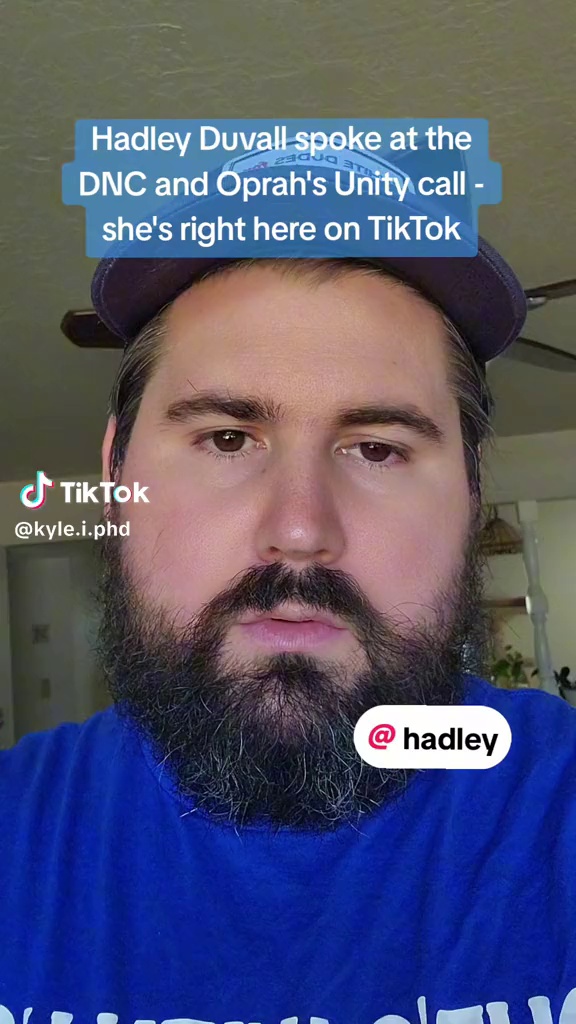 Hadley Duvall spoke at the
DNC and Oprah's Unity call -
she's right here on TikTok
TikTok
@kyle.i.phd
@ hadley